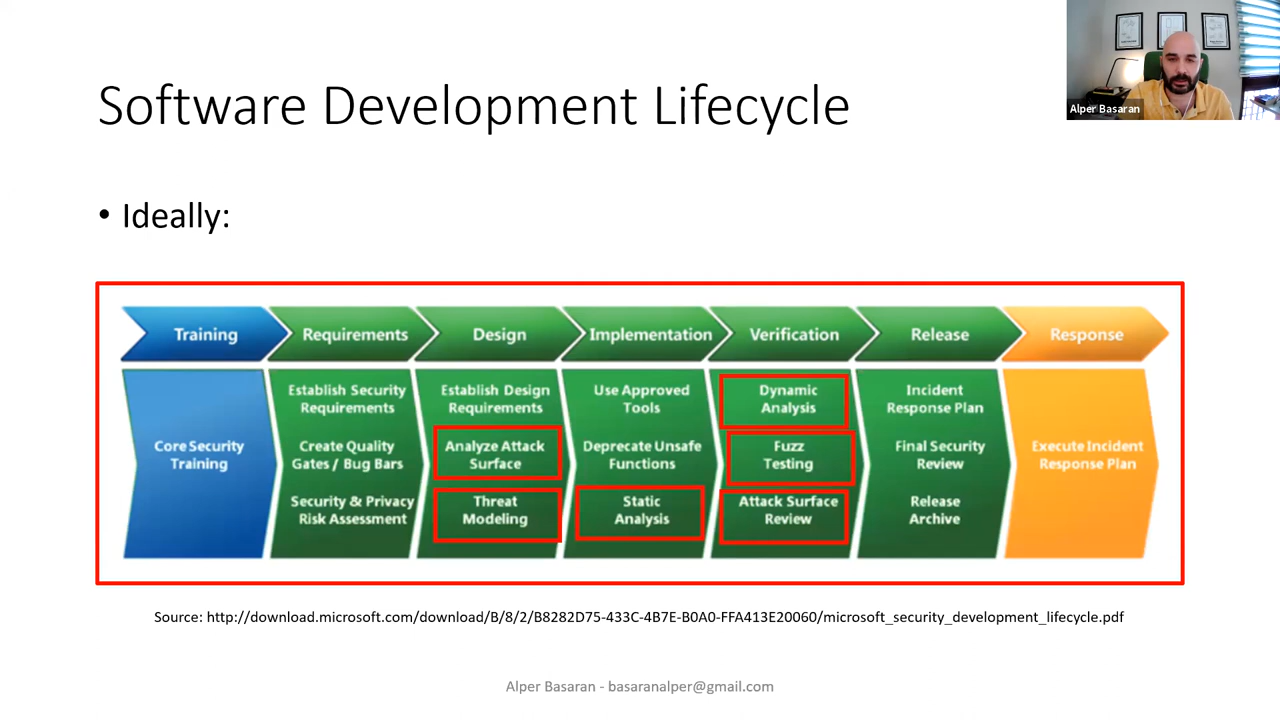 Software Development Lifecycle
Alper Basaran
• Ideally:
Training
Requirements
Design
Implementation
Verification
Release
Response
Core Security
Training
Establish Security
Requirements
Create Quality
Gates / Bug Bars
Security & Privacy
Risk Assessment
Establish Design
Requirements
Analyze Attack
Surface
Threat
Modeling
Use Approved
Tools
Deprecate Unsafe
Functions
Static
Analysis
Dynamic
Analysis
Fuzz
Testing
Attack Surface
Review
Incident
Response Plan
Final Security
Review
Release
Archive
Execute Incident
Response Plan
Source: http://download.microsoft.com/download/B/8/2/B8282D75-433C-4B7E-B0A0-FFA413E20060/microsoft_security_development_lifecycle.pdf
Alper Basaran - basaranalper@gmail.com